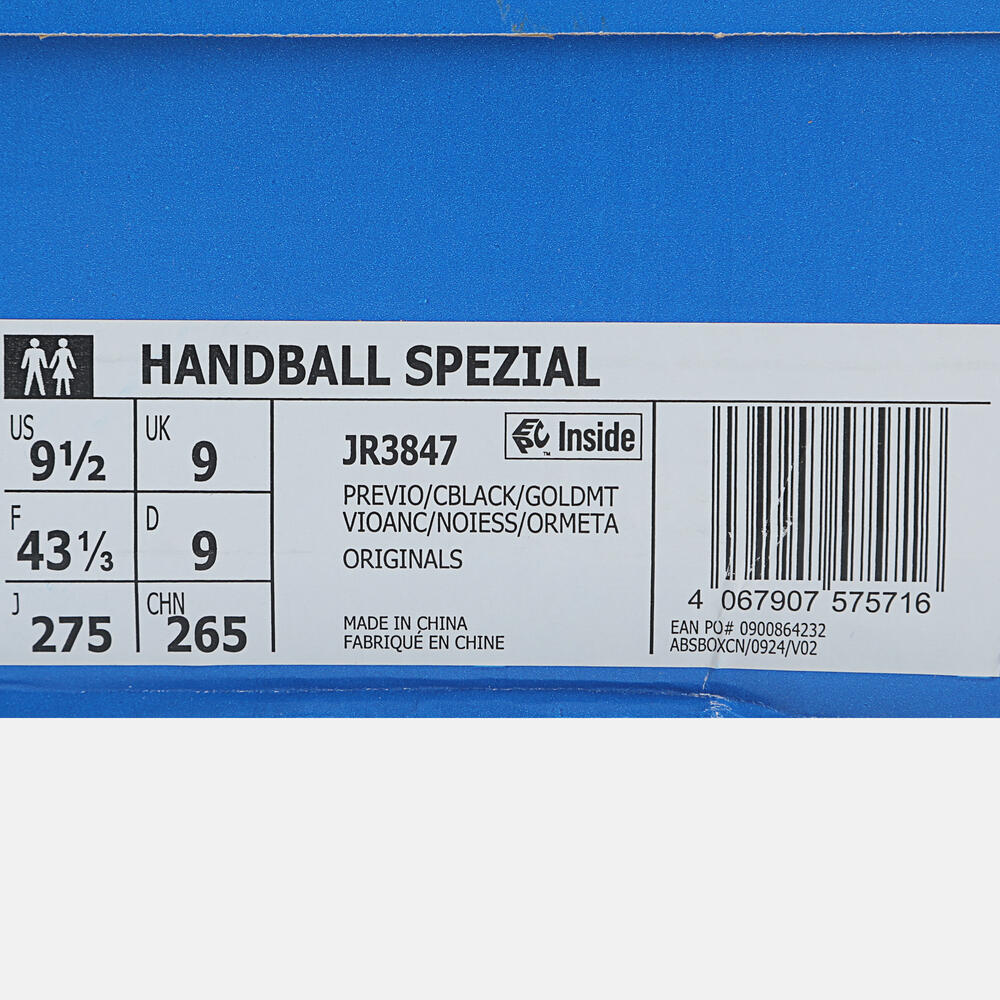 HANDBALL SPEZIAL
US 9½ UK 9
F 43⅓ D 9
J 275 CHN 265
JR3847 EPC™ Inside
PREVIO/CBLACK/GOLDMT
VIOANC/NOIESS/ORMETA
ORIGINALS
MADE IN CHINA
FABRIQUÉ EN CHINE
4 067907 575716
EAN PO# 0900864232
ABSBOXCN/0924/V02